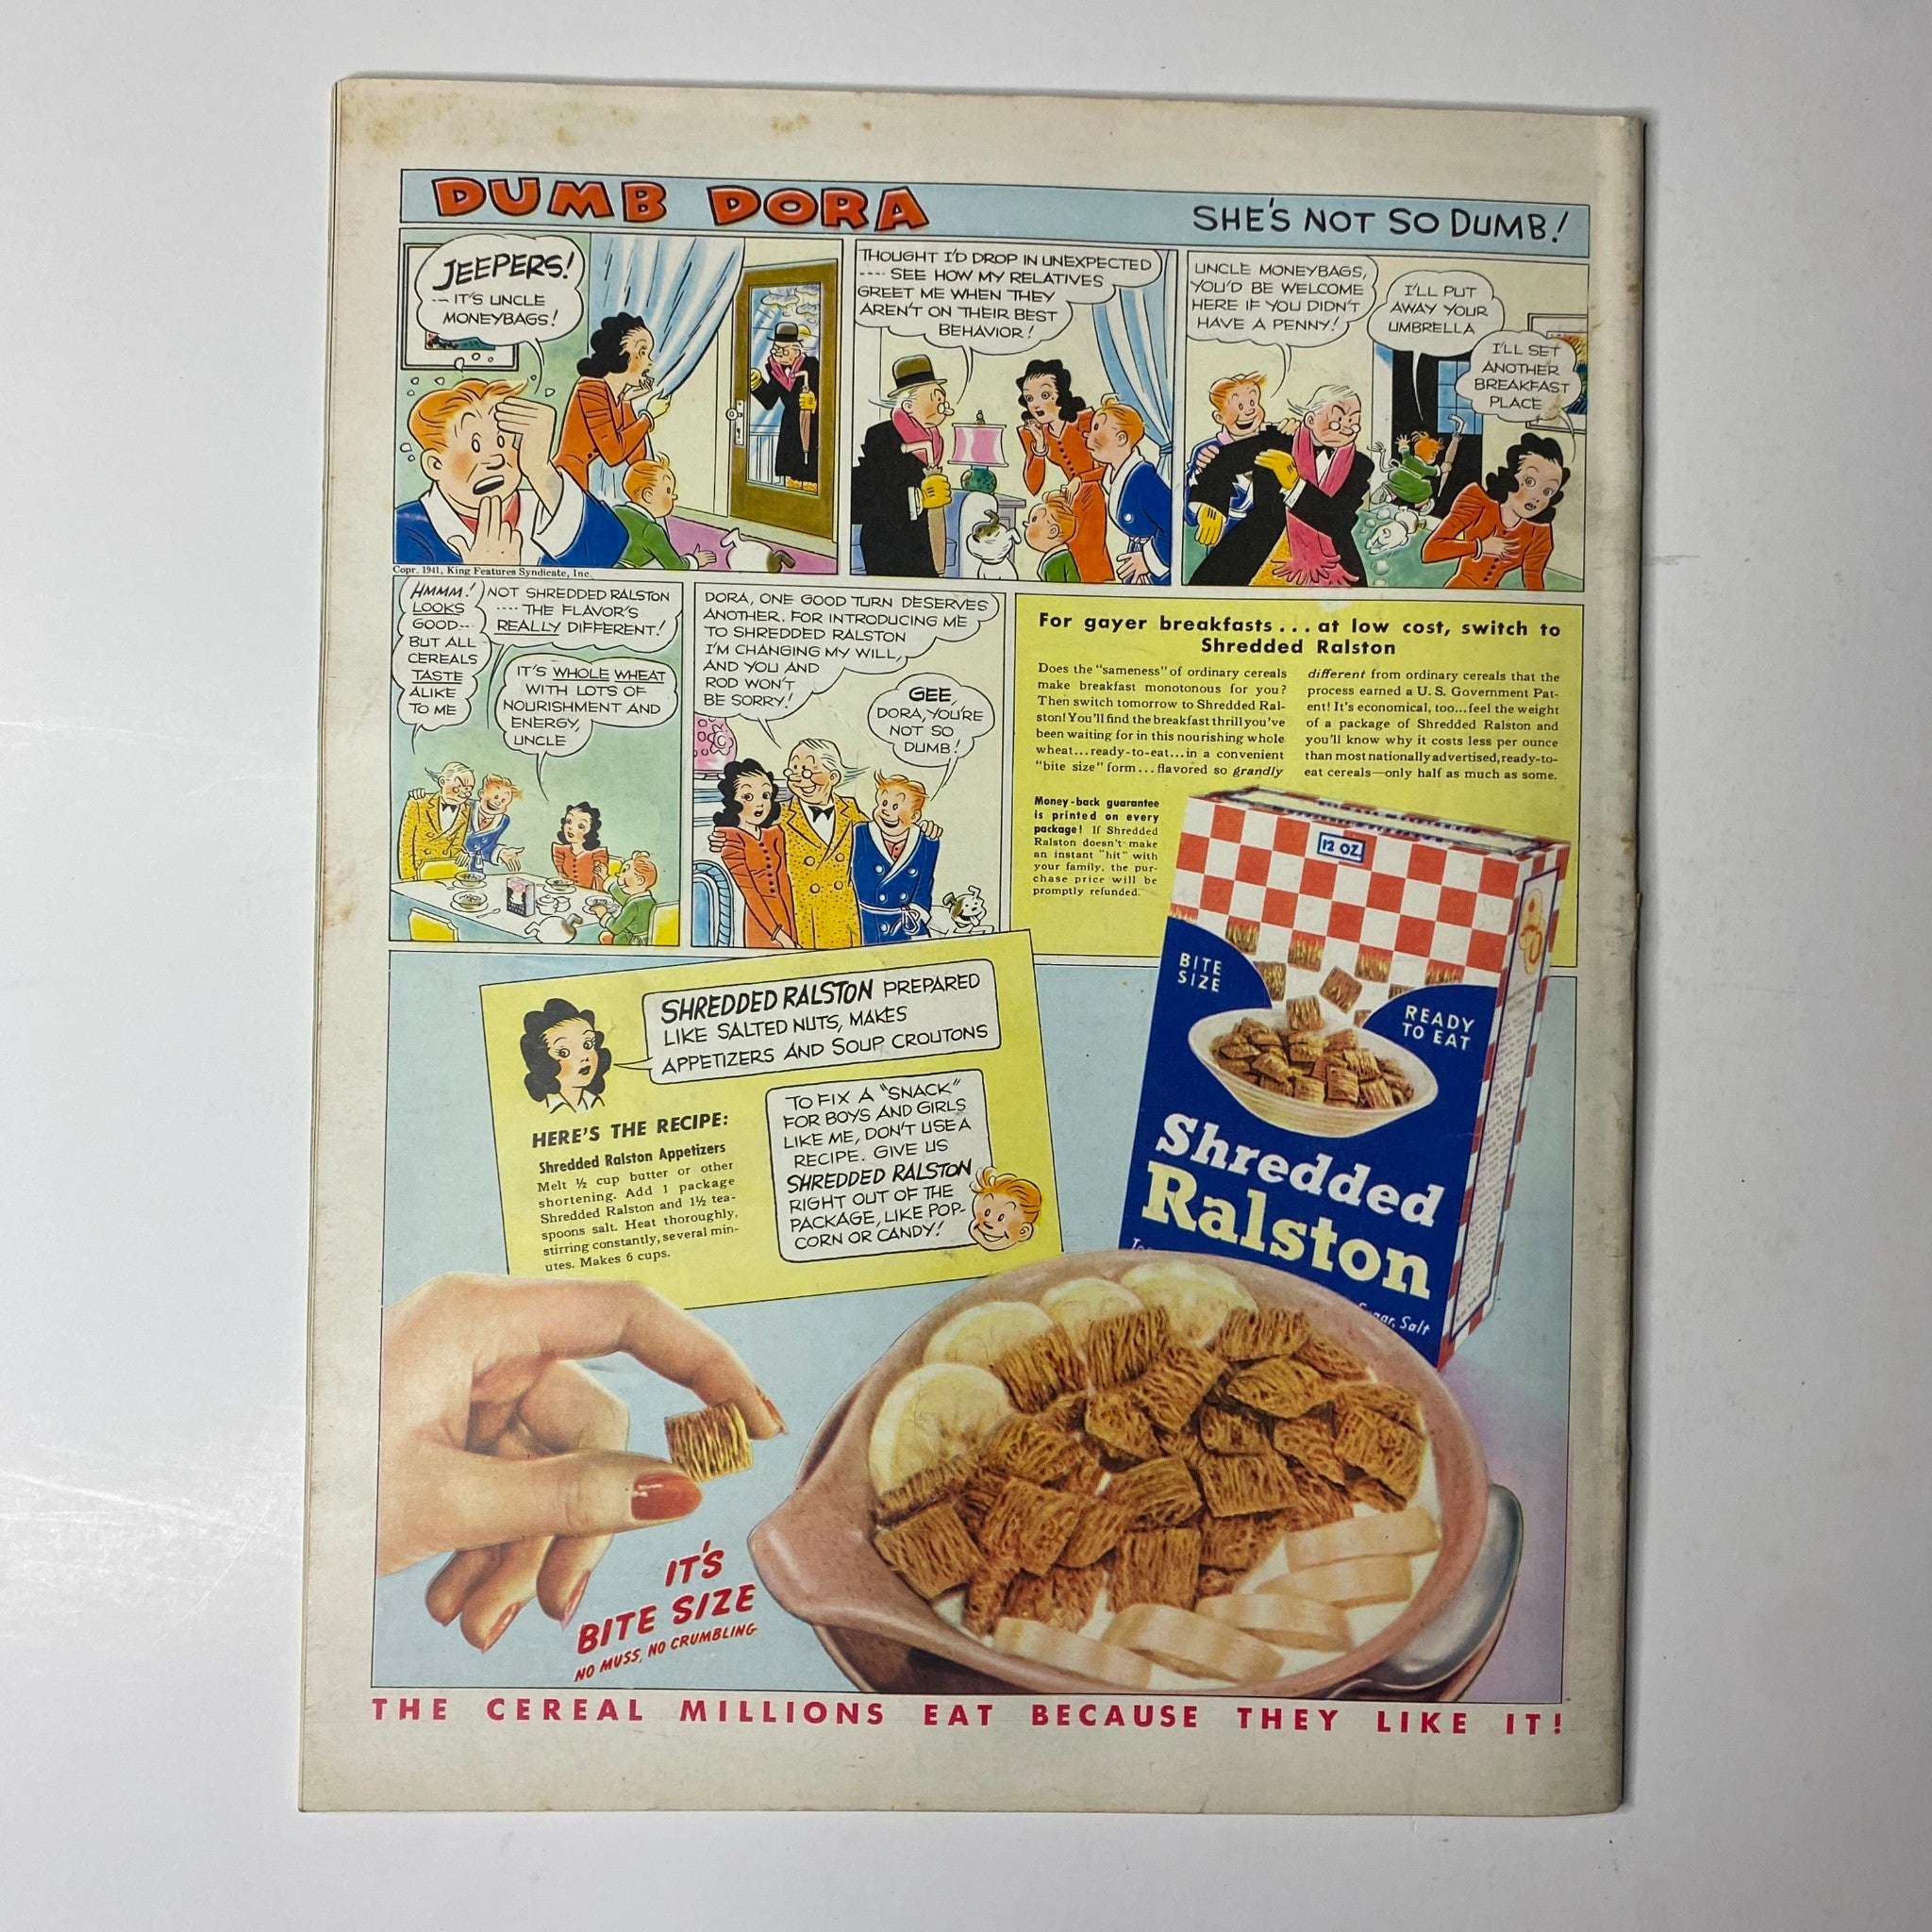 DUMB DORA
SHE'S NOT SO DUMB!
JEEPERS!
-- IT'S UNCLE
MONEYBAGS!
THOUGHT I'D DROP IN UNEXPECTED
---- SEE HOW MY RELATIVES
GREET ME WHEN THEY
AREN'T ON THEIR BEST
BEHAVIOR!
UNCLE MONEYBAGS,
YOU'D BE WELCOME
HERE IF YOU DIDN'T
HAVE A PENNY!
I'LL PUT
AWAY YOUR
UMBRELLA
I'LL SET
ANOTHER
BREAKFAST
PLACE
Copr. 1941, King Features Syndicate, Inc.
HMMM!
LOOKS
GOOD--
BUT ALL
CEREALS
TASTE
ALIKE
TO ME
NOT SHREDDED RALSTON
---- THE FLAVOR'S
REALLY DIFFERENT!
IT'S WHOLE WHEAT
WITH LOTS OF
NOURISHMENT AND
ENERGY,
UNCLE
DORA, ONE GOOD TURN DESERVES
ANOTHER. FOR INTRODUCING ME
TO SHREDDED RALSTON
I'M CHANGING MY WILL,
AND YOU AND
ROD WON'T
BE SORRY!
GEE,
DORA, YOU'RE
NOT SO
DUMB!
For gayer breakfasts...at low cost, switch to
Shredded Ralston
Does the "sameness" of ordinary cereals
make breakfast monotonous for you?
Then switch tomorrow to Shredded Ral-
ston! You'll find the breakfast thrill you've
been waiting for in this nourishing whole
wheat...ready-to-eat...in a convenient
"bite size" form...flavored so grandly
different from ordinary cereals that the
process earned a U. S. Government Pat-
ent! It's economical, too...feel the weight
of a package of Shredded Ralston and
you'll know why it costs less per ounce
than most nationally advertised, ready-to-
eat cereals—only half as much as some.
Money-back guarantee
is printed on every
package! If Shredded
Ralston doesn't make
an instant "hit" with
your family, the pur-
chase price will be
promptly refunded.
12 OZ.
BITE
SIZE
READY
TO EAT
Shredded
Ralston
Sugar, Salt
SHREDDED RALSTON PREPARED
LIKE SALTED NUTS, MAKES
APPETIZERS AND SOUP CROUTONS
HERE'S THE RECIPE:
Shredded Ralston Appetizers
Melt ½ cup butter or other
shortening. Add 1 package
Shredded Ralston and 1½ tea-
spoons salt. Heat thoroughly,
stirring constantly, several min-
utes. Makes 6 cups.
TO FIX A "SNACK"
FOR BOYS AND GIRLS
LIKE ME, DON'T USE A
RECIPE. GIVE US
SHREDDED RALSTON
RIGHT OUT OF THE
PACKAGE, LIKE POP-
CORN OR CANDY!
IT'S
BITE SIZE
NO MUSS, NO CRUMBLING
THE CEREAL MILLIONS EAT BECAUSE THEY LIKE IT!